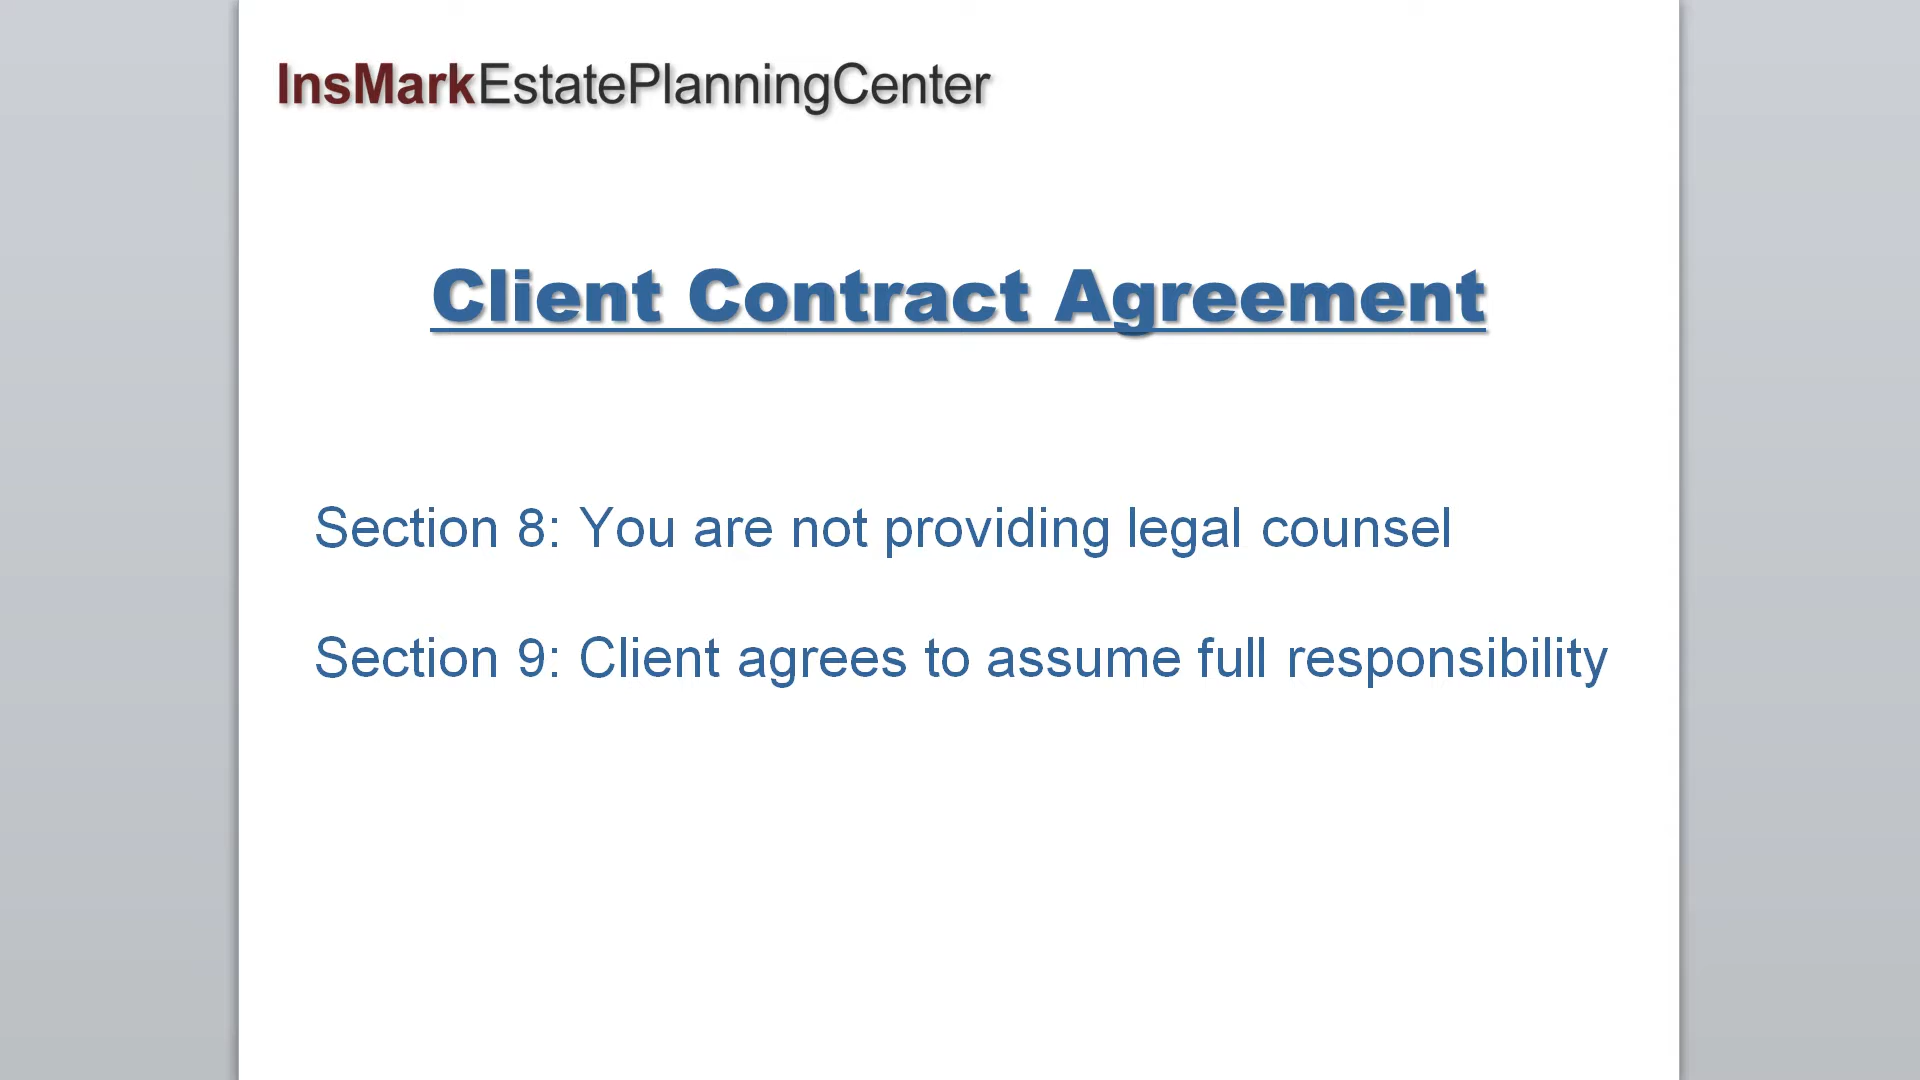 InsMarkEstatePlanningCenter
Client Contract Agreement
Section 8: You are not providing legal counsel
Section 9: Client agrees to assume full responsibility